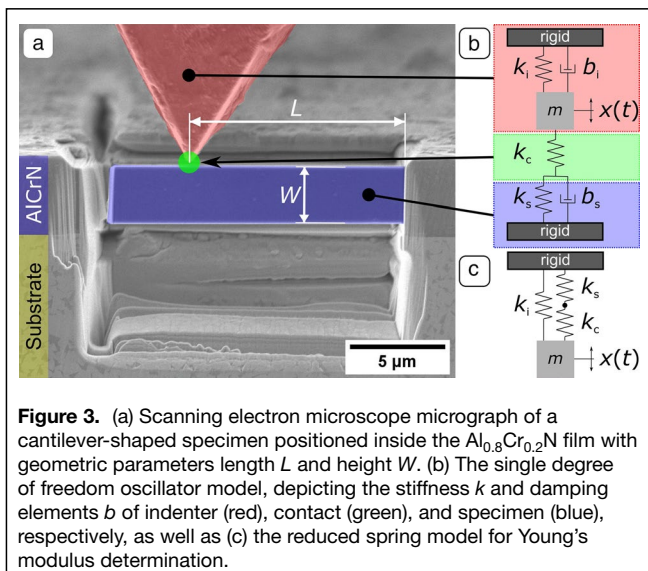 a
L
W
AlCrN
Substrate
5 µm
b
rigid
k_i
b_i
m
x(t)
k_c
k_s
b_s
rigid
c
rigid
k_i
k_s
k_c
m
x(t)
Figure 3. (a) Scanning electron microscope micrograph of a
cantilever-shaped specimen positioned inside the Al0.8Cr0.2N film with
geometric parameters length L and height W. (b) The single degree
of freedom oscillator model, depicting the stiffness k and damping
elements b of indenter (red), contact (green), and specimen (blue),
respectively, as well as (c) the reduced spring model for Young's
modulus determination.